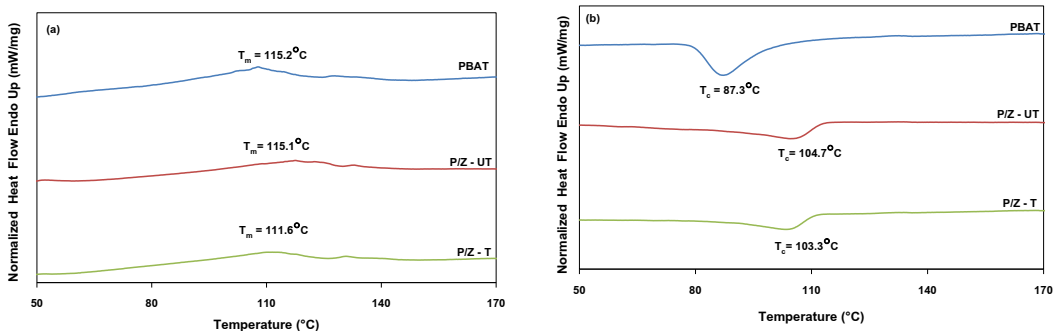 Normalized Heat Flow Endo Up (mW/mg)
(a)
Tm = 115.2°C
PBAT
Tm = 115.1°C
P/Z - UT
Tm = 111.6°C
P/Z - T
50 80 110 140 170
Temperature (°C)
Normalized Heat Flow Endo Up (mW/mg)
(b)
PBAT
Tc = 87.3°C
P/Z - UT
Tc = 104.7°C
P/Z - T
Tc = 103.3°C
50 80 110 140 170
Temperature (°C)